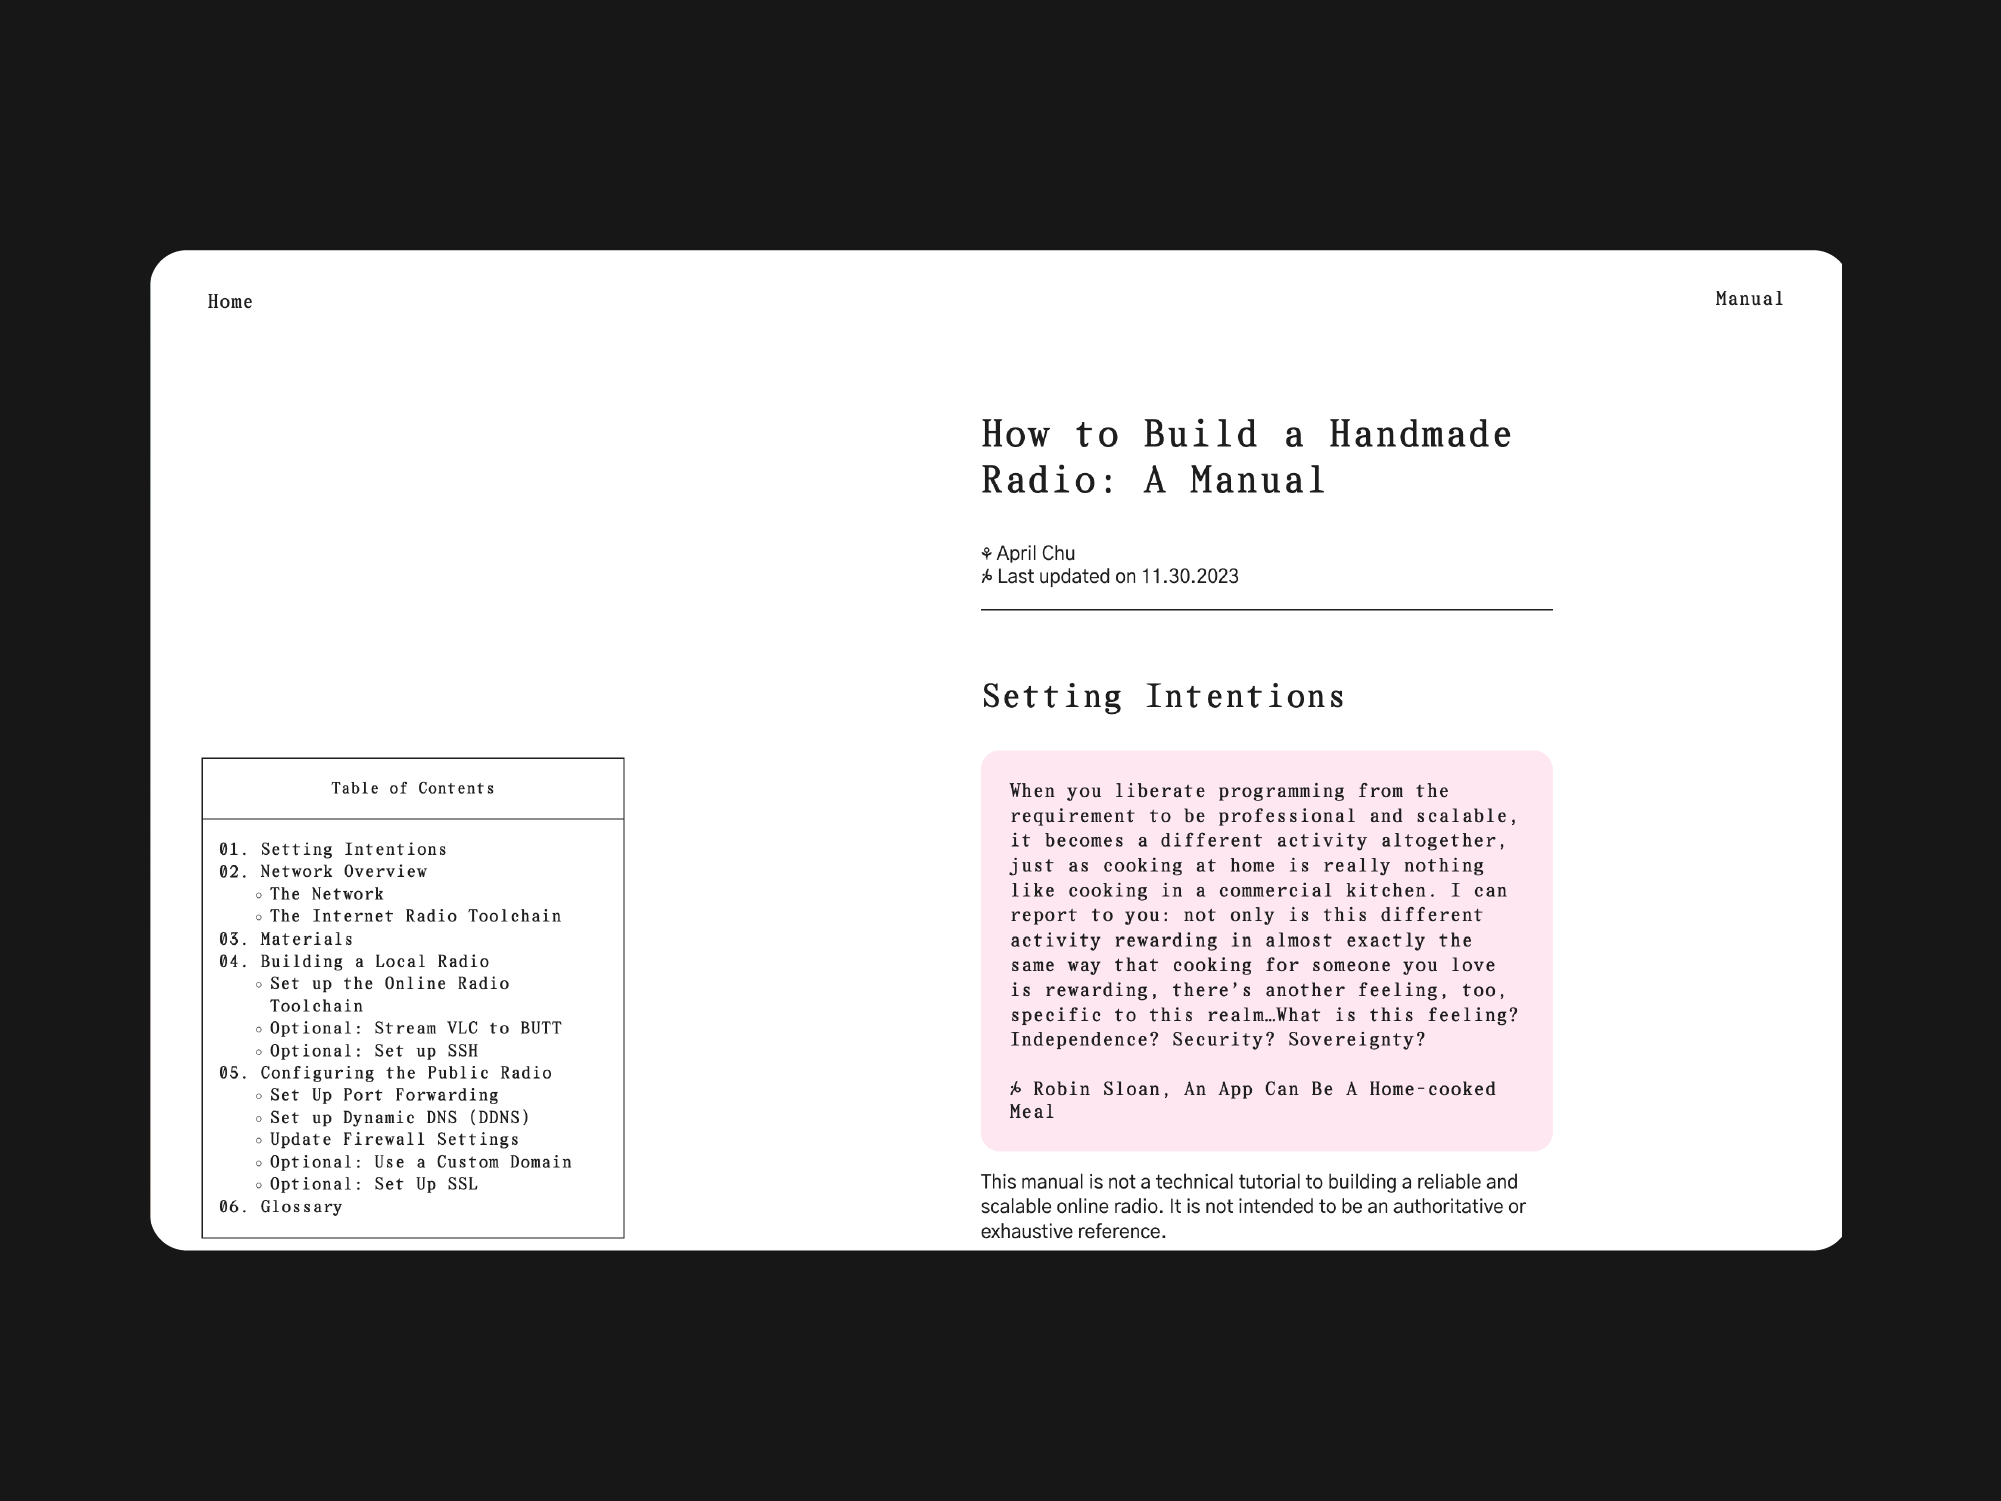 Home
Manual
How to Build a Handmade
Radio: A Manual
⚘ April Chu
Last updated on 11.30.2023
Setting Intentions
When you liberate programming from the
requirement to be professional and scalable,
it becomes a different activity altogether,
just as cooking at home is really nothing
like cooking in a commercial kitchen. I can
report to you: not only is this different
activity rewarding in almost exactly the
same way that cooking for someone you love
is rewarding, there's another feeling, too,
specific to this realm…What is this feeling?
Independence? Security? Sovereignty?
Robin Sloan, An App Can Be A Home-cooked
Meal
This manual is not a technical tutorial to building a reliable and
scalable online radio. It is not intended to be an authoritative or
exhaustive reference.
Table of Contents
01. Setting Intentions
02. Network Overview
◦ The Network
◦ The Internet Radio Toolchain
03. Materials
04. Building a Local Radio
◦ Set up the Online Radio
Toolchain
◦ Optional: Stream VLC to BUTT
◦ Optional: Set up SSH
05. Configuring the Public Radio
◦ Set Up Port Forwarding
◦ Set up Dynamic DNS (DDNS)
◦ Update Firewall Settings
◦ Optional: Use a Custom Domain
◦ Optional: Set Up SSL
06. Glossary